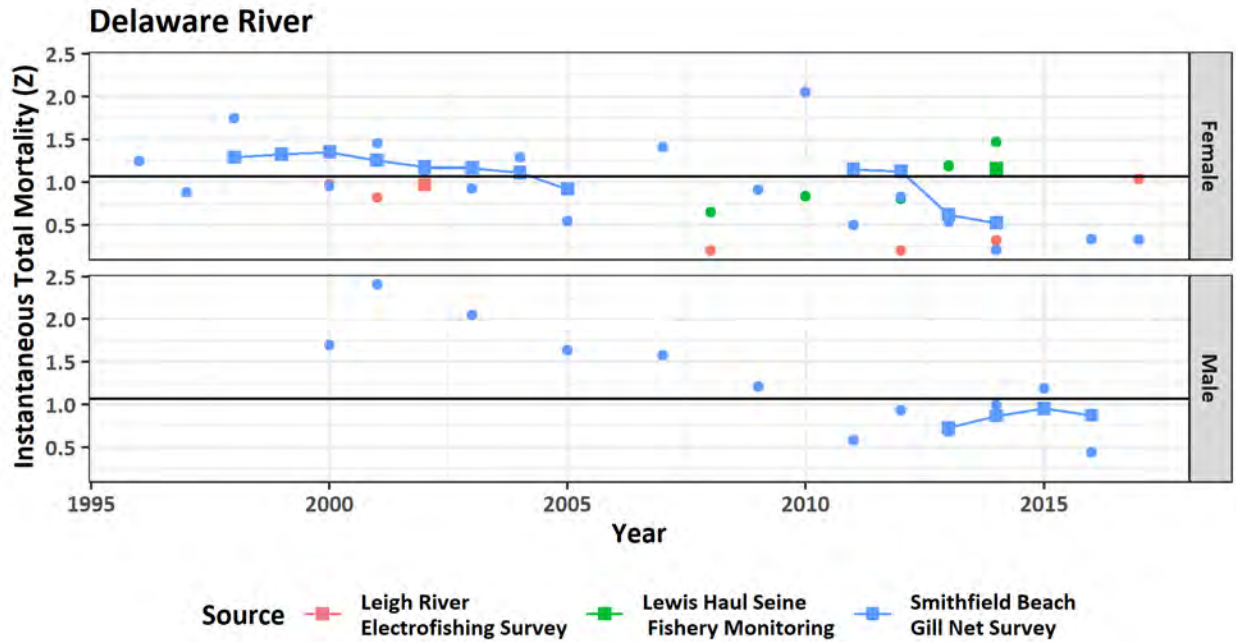 Delaware River
Instantaneous Total Mortality (Z)
2.5
2.0
1.5
1.0
0.5
Female
2.5
2.0
1.5
1.0
0.5
Male
1995 2000 2005 2010 2015
Year
Source
Leigh River
Electrofishing Survey
Lewis Haul Seine
Fishery Monitoring
Smithfield Beach
Gill Net Survey